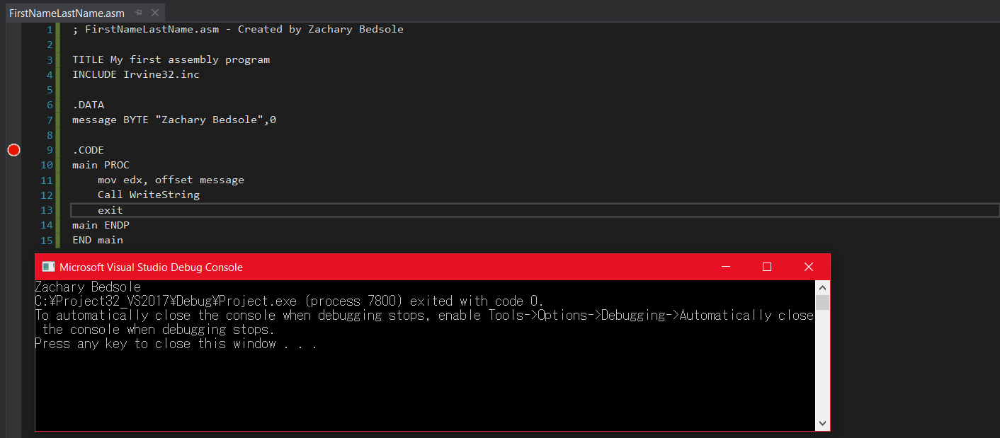 FirstNameLastName.asm
1 ; FirstNameLastName.asm - Created by Zachary Bedsole
2
3 TITLE My first assembly program
4 INCLUDE Irvine32.inc
5
6 .DATA
7 message BYTE "Zachary Bedsole",0
8
9 .CODE
10 main PROC
11     mov edx, offset message
12     Call WriteString
13     exit
14 main ENDP
15 END main
Microsoft Visual Studio Debug Console
Zachary Bedsole
C:¥Project32_VS2017¥Debug¥Project.exe (process 7800) exited with code 0.
To automatically close the console when debugging stops, enable Tools->Options->Debugging->Automatically close
 the console when debugging stops.
Press any key to close this window . . .